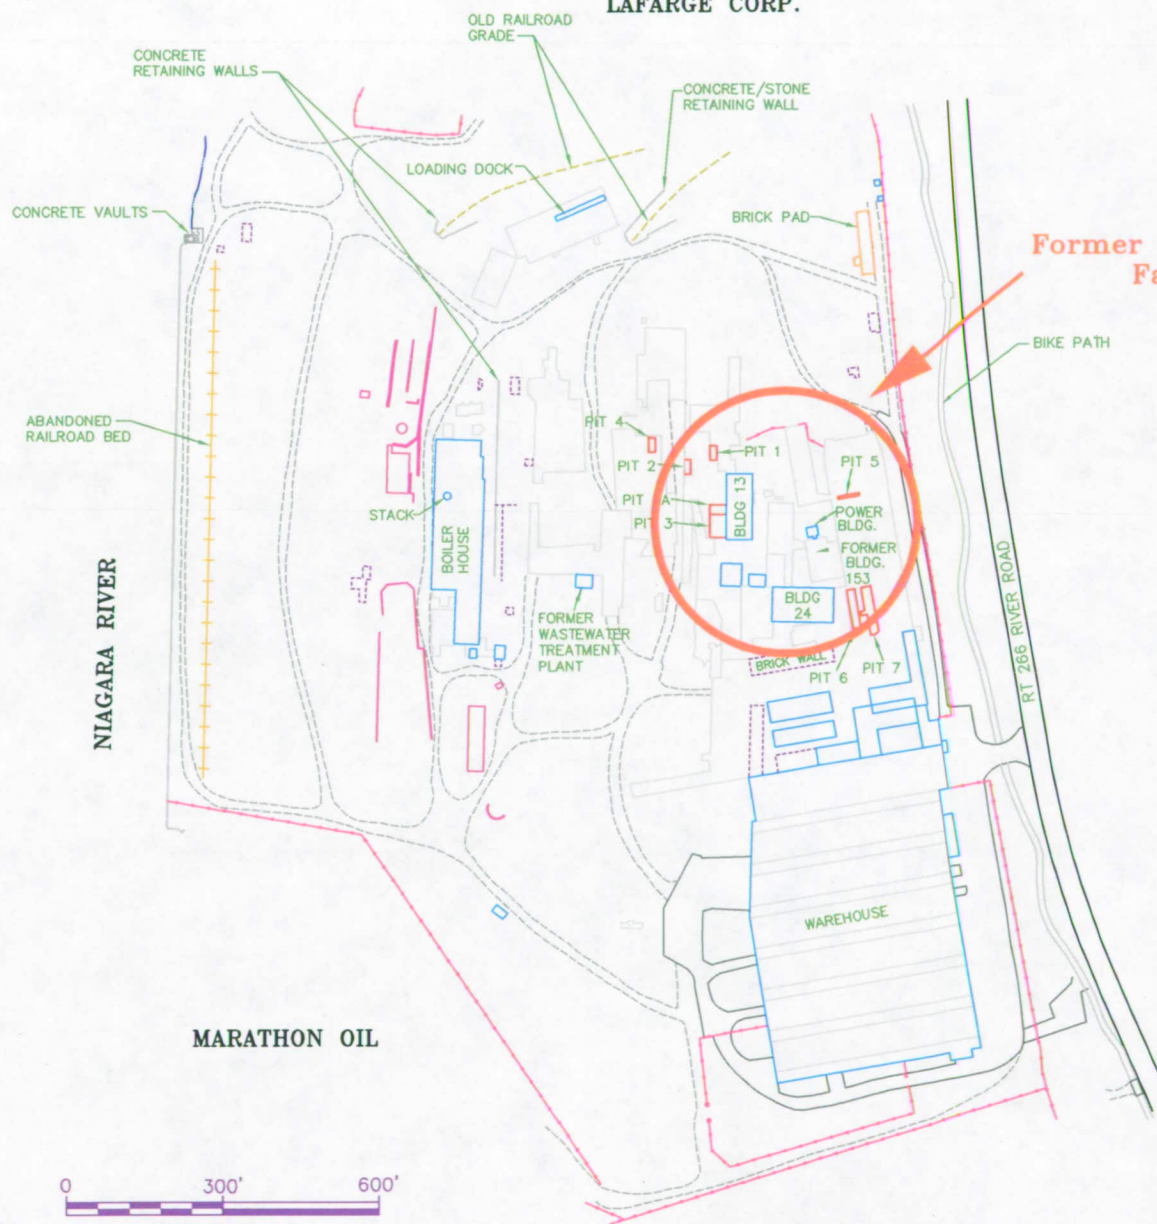 LAFARGE CORP.
OLD RAILROAD
GRADE
CONCRETE
RETAINING WALLS
CONCRETE/STONE
RETAINING WALL
LOADING DOCK
CONCRETE VAULTS
BRICK PAD
Former
Fa
BIKE PATH
ABANDONED
RAILROAD BED
PIT 4
PIT 1
PIT 2
PIT 5
PIT A
BLDG 13
STACK
PIT 3
POWER
BLDG.
BOILER
HOUSE
FORMER
BLDG.
153
NIAGARA RIVER
RT 266 RIVER ROAD
BLDG
24
FORMER
WASTEWATER
TREATMENT
PLANT
BRICK WALL
PIT 7
PIT 6
WAREHOUSE
MARATHON OIL
0 300' 600'